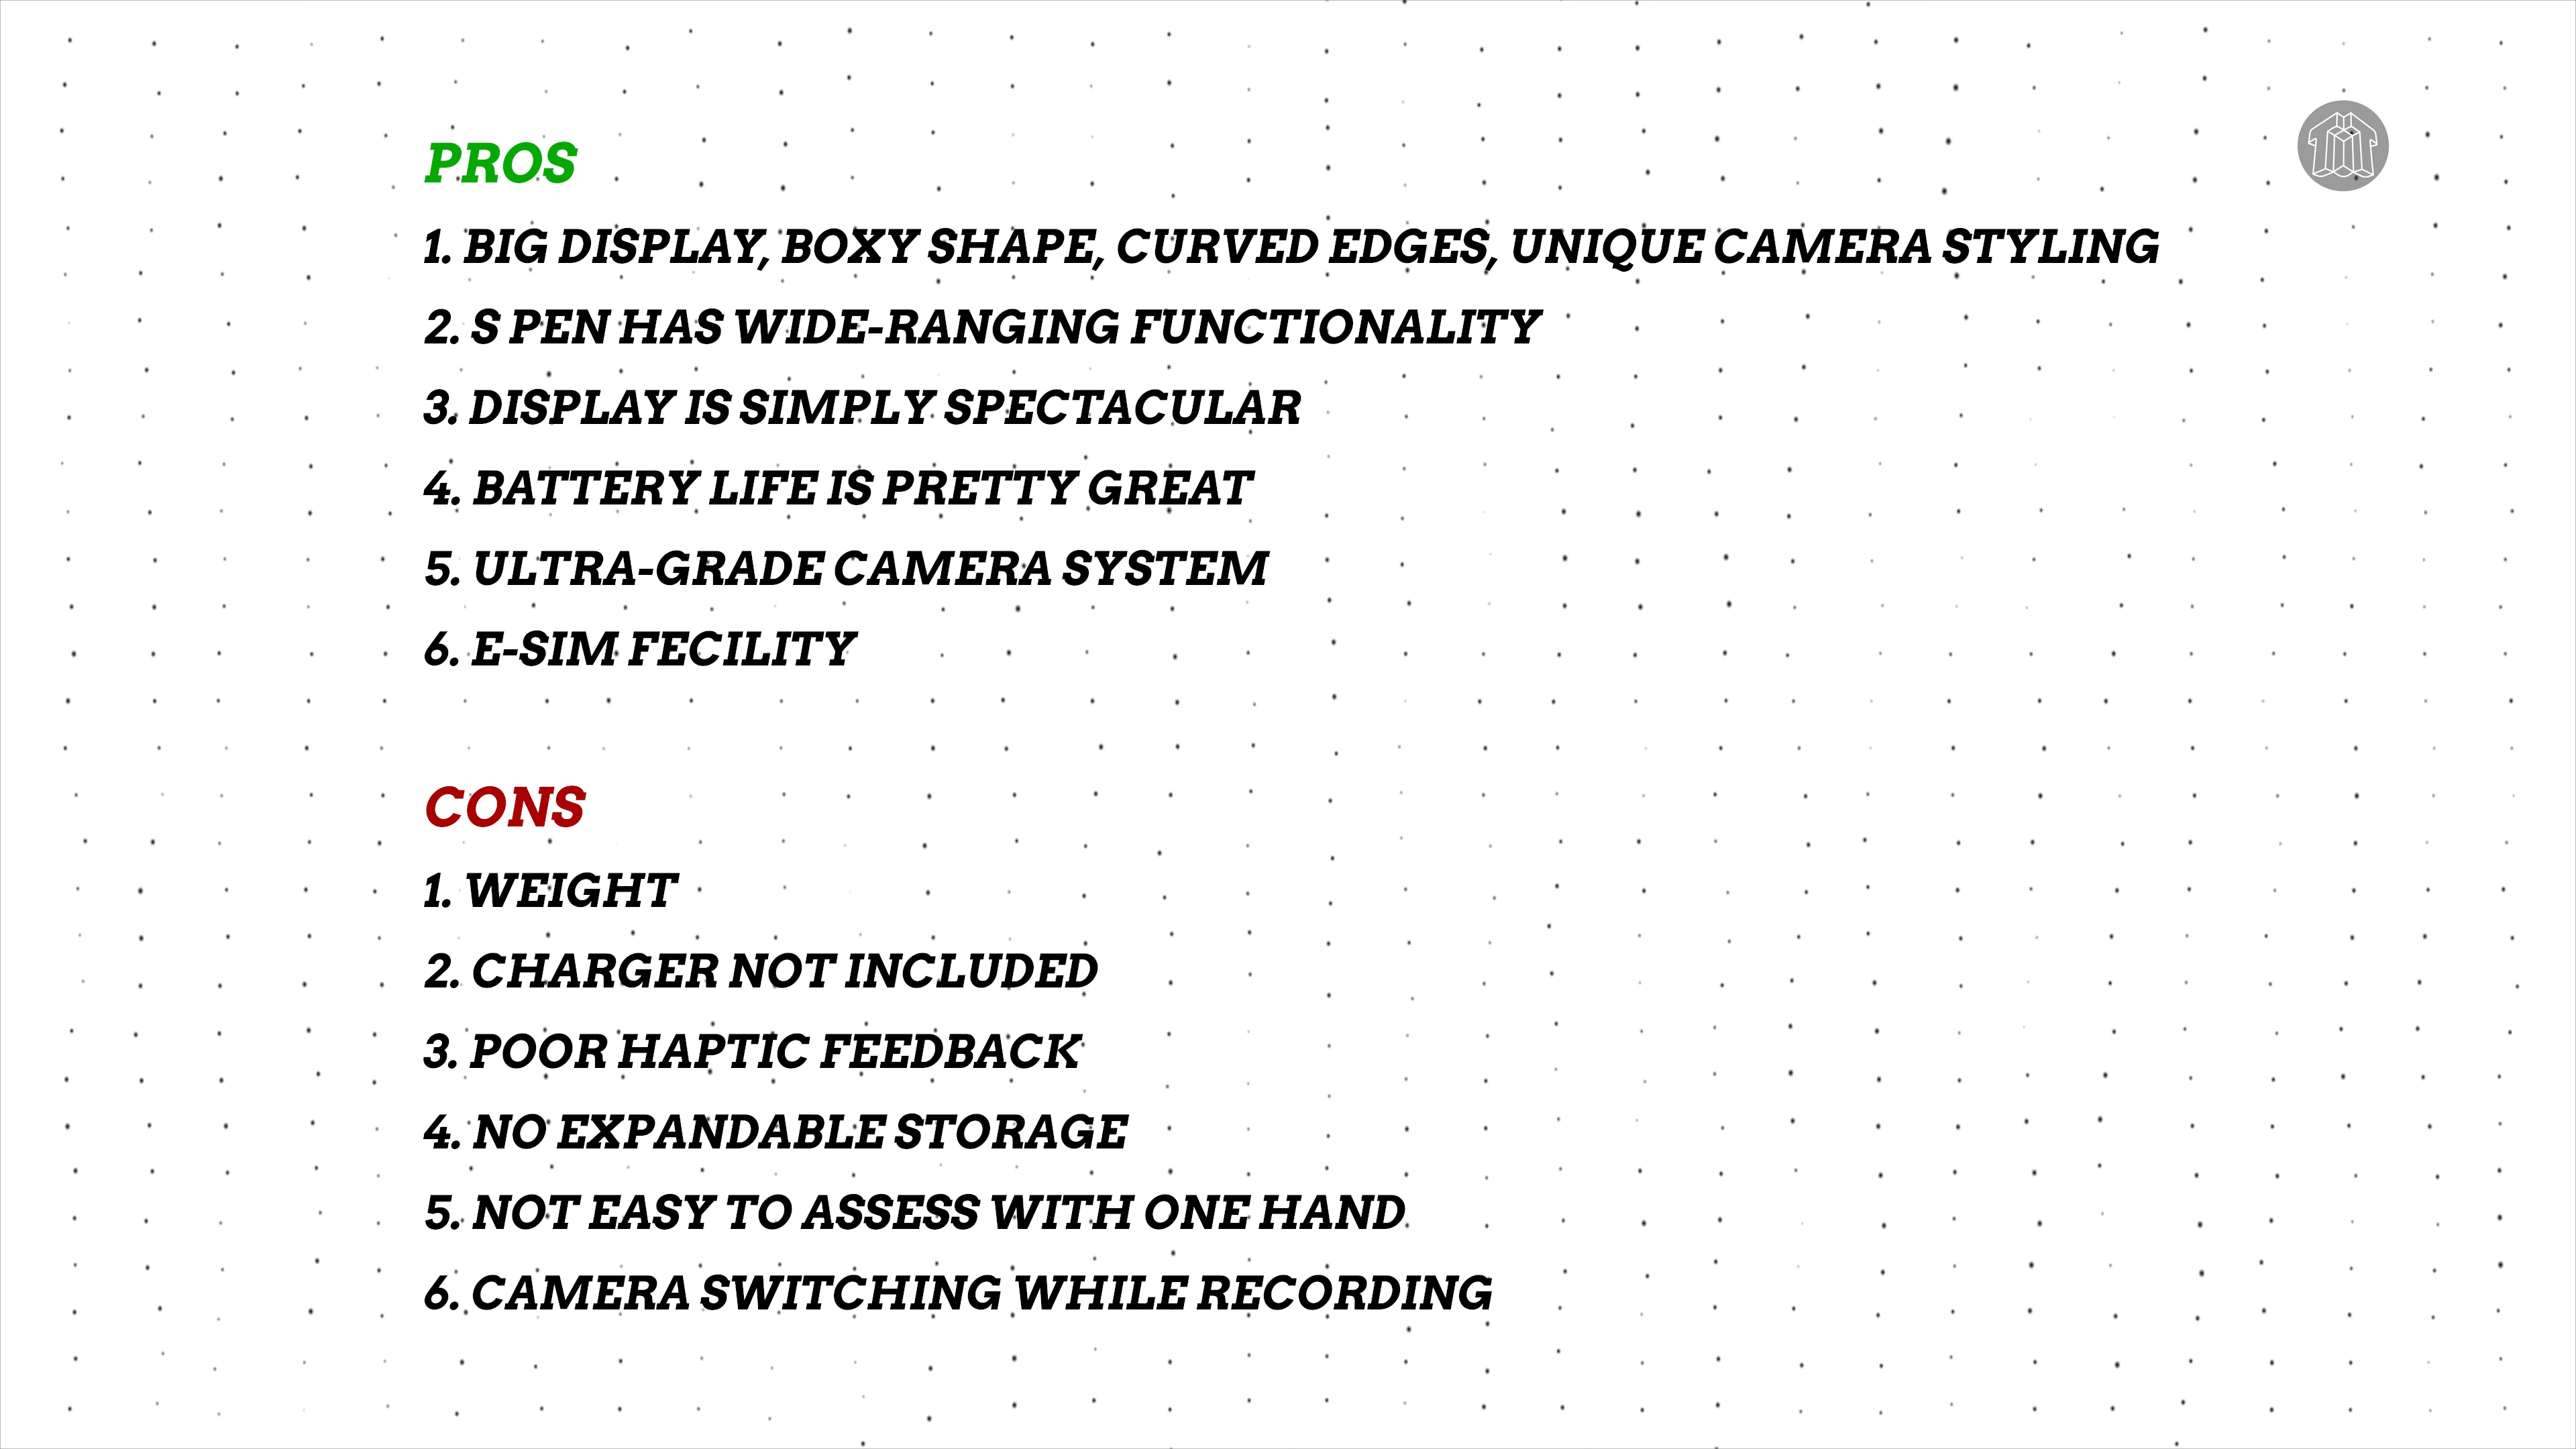 PROS
1. BIG DISPLAY, BOXY SHAPE, CURVED EDGES, UNIQUE CAMERA STYLING
2. S PEN HAS WIDE-RANGING FUNCTIONALITY
3. DISPLAY IS SIMPLY SPECTACULAR
4. BATTERY LIFE IS PRETTY GREAT
5. ULTRA-GRADE CAMERA SYSTEM
6. E-SIM FECILITY
CONS
1. WEIGHT
2. CHARGER NOT INCLUDED
3. POOR HAPTIC FEEDBACK
4. NO EXPANDABLE STORAGE
5. NOT EASY TO ASSESS WITH ONE HAND
6. CAMERA SWITCHING WHILE RECORDING